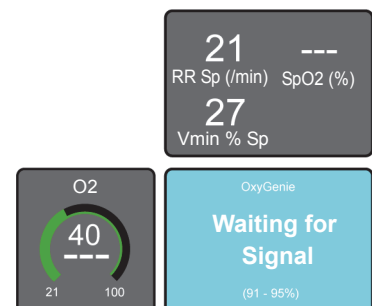 21 ---
RR Sp (/min) SpO2 (%)
27
Vmin % Sp
O2
40
---
21 100
OxyGenie
Waiting for
Signal
(91 - 95%)